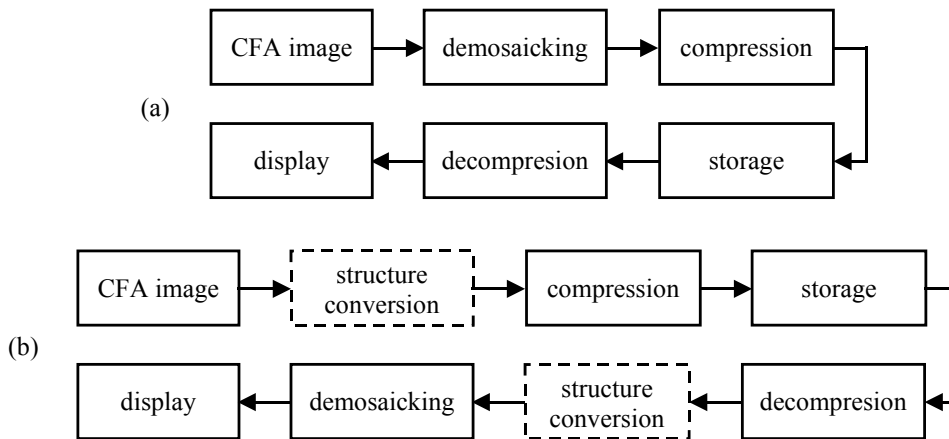 CFA image
demosaicking
compression
(a)
display
decompresion
storage
CFA image
structure
conversion
compression
storage
(b)
display
demosaicking
structure
conversion
decompresion